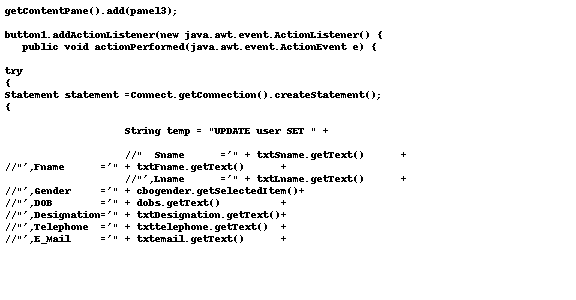 getContentPane().add(panel3);

button1.addActionListener(new java.awt.event.ActionListener() {
   public void actionPerformed(java.awt.event.ActionEvent e) {

try
{
Statement statement =Connect.getConnection().createStatement();
{

                    String temp = "UPDATE user SET " +

                    //"  Sname      ='" + txtSname.getText()      +
//"',Fname      ='" + txtFname.getText()      +
                    //"',Lname      ='" + txtLname.getText()      +
//"',Gender     ='" + cbogender.getSelectedItem()+
//"',DOB        ='" + dobs.getText()          +
//"',Designation='" + txtDesignation.getText()+
//"',Telephone  ='" + txttelephone.getText()  +
//"',E_Mail     ='" + txtemail.getText()      +